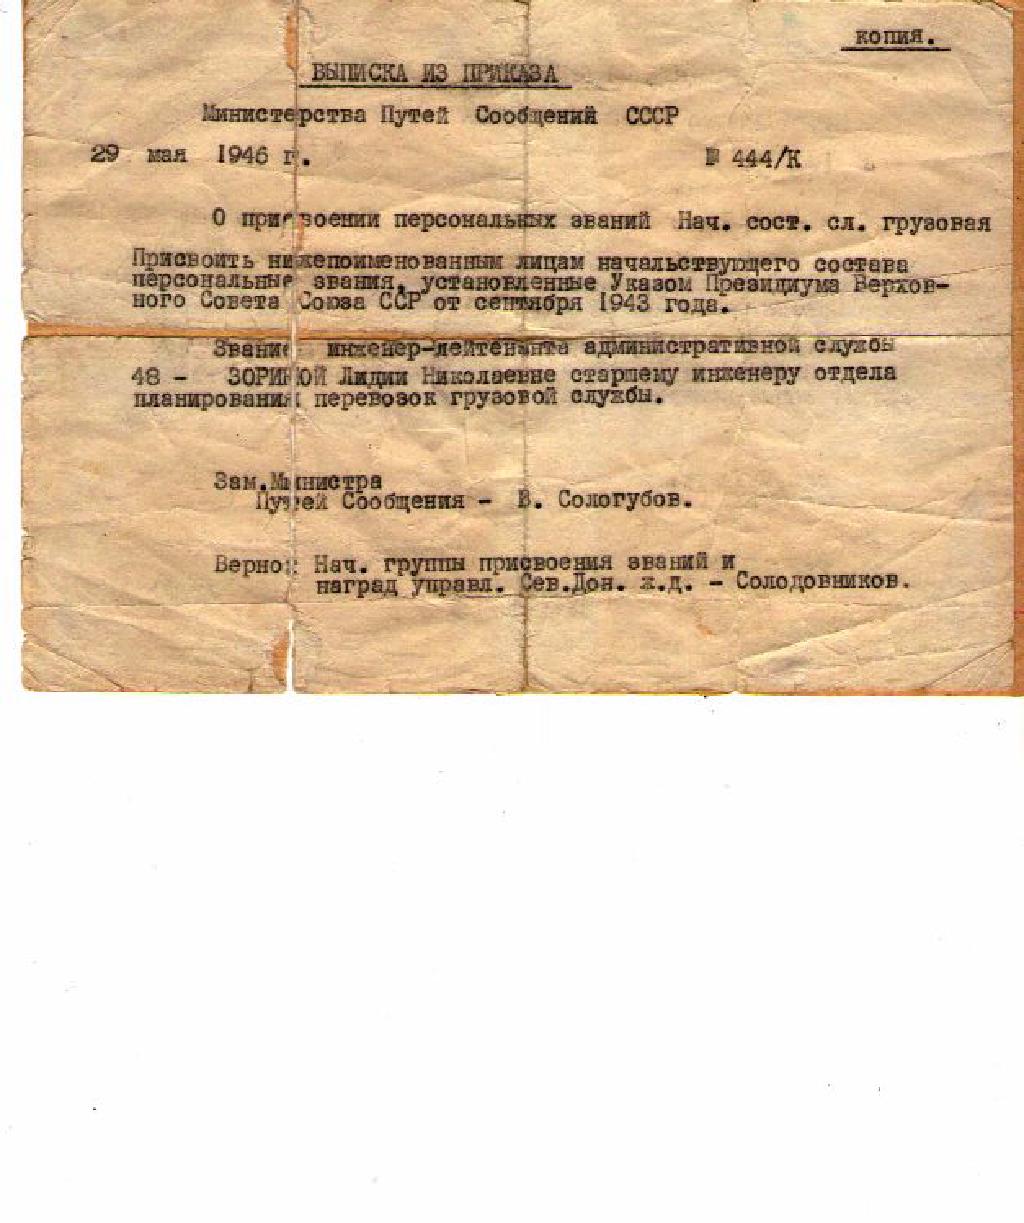 копия.
ВЫПИСКА ИЗ ПРИКАЗА
Министерства Путей Сообщений СССР
29 мая 1946 г. № 444/К
О присвоении персональных званий Нач. сост. сл. грузовая
Присвоить нижепоименованным лицам начальствующего состава
персональные звания, установленные Указом Президиума Верхов-
ного Совета Союза ССР от сентября 1943 года.
Звание инженер-лейтенанта административной службы
48 - ЗОРИНОЙ Лидии Николаевне старшему инженеру отдела
планирования перевозок грузовой службы.
Зам.Министра
Путей Сообщения - В. Сологубов.
Верно: Нач. группы присвоения званий и
наград управл. Сев.Дон. ж.д. - Солодовников.